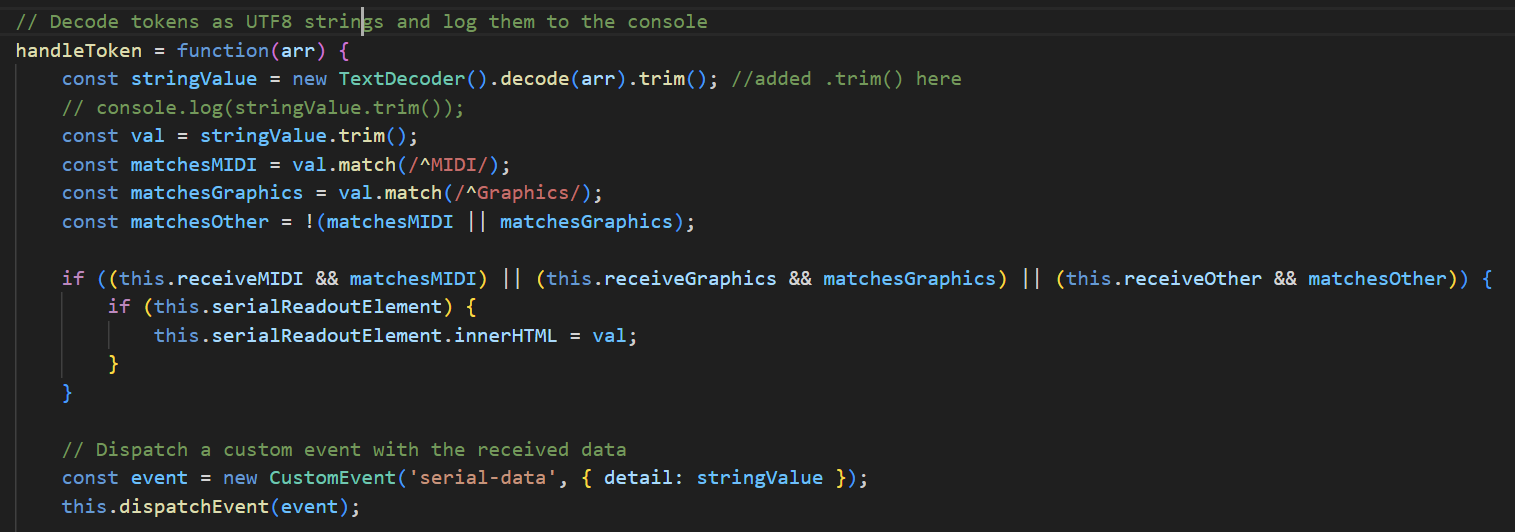 // Decode tokens as UTF8 strings and log them to the console
handleToken = function(arr) {
    const stringValue = new TextDecoder().decode(arr).trim(); //added .trim() here
    // console.log(stringValue.trim());
    const val = stringValue.trim();
    const matchesMIDI = val.match(/^MIDI/);
    const matchesGraphics = val.match(/^Graphics/);
    const matchesOther = !(matchesMIDI || matchesGraphics);

    if ((this.receiveMIDI && matchesMIDI) || (this.receiveGraphics && matchesGraphics) || (this.receiveOther && matchesOther)) {
        if (this.serialReadoutElement) {
            this.serialReadoutElement.innerHTML = val;
        }
    }

    // Dispatch a custom event with the received data
    const event = new CustomEvent('serial-data', { detail: stringValue });
    this.dispatchEvent(event);